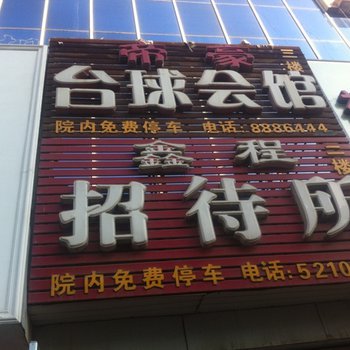 帝豪 三楼
台球会馆
院内免费停车 电话:8886444
鑫程 二楼
招待所
院内免费停车 电话:5210